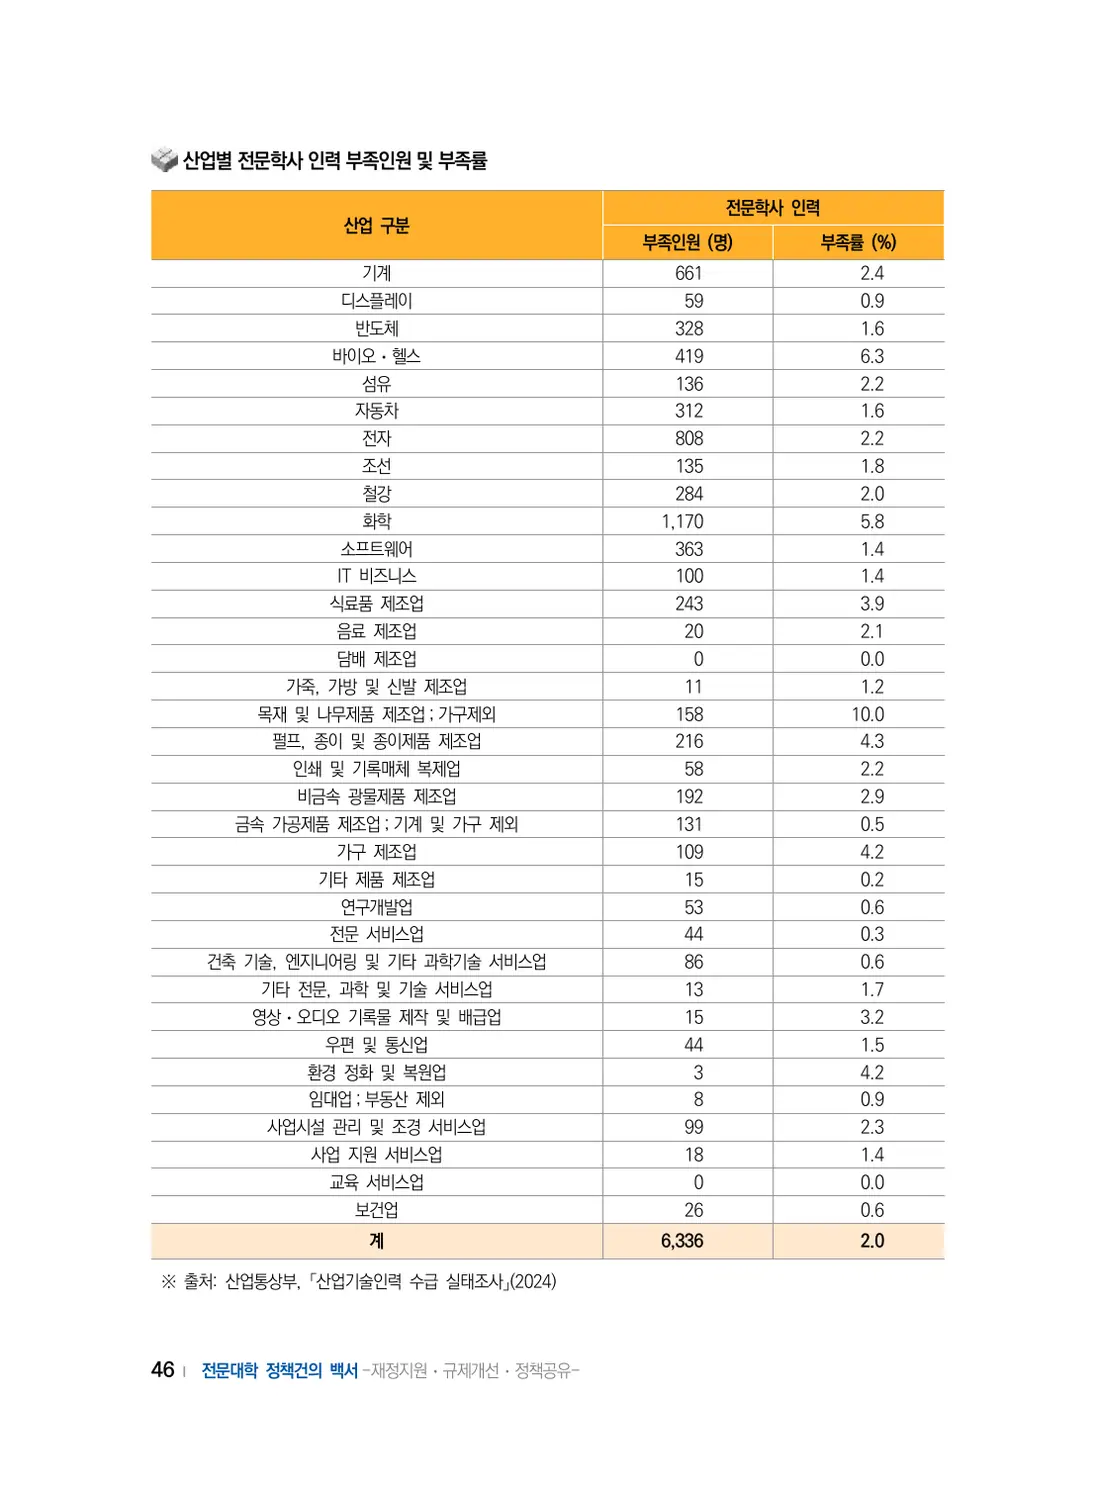 산업별 전문학사 인력 부족인원 및 부족률
산업 구분 전문학사 인력
부족인원 (명) 부족률 (%)
기계 661 2.4
디스플레이 59 0.9
반도체 328 1.6
바이오·헬스 419 6.3
섬유 136 2.2
자동차 312 1.6
전자 808 2.2
조선 135 1.8
철강 284 2.0
화학 1,170 5.8
소프트웨어 363 1.4
IT 비즈니스 100 1.4
식료품 제조업 243 3.9
음료 제조업 20 2.1
담배 제조업 0 0.0
가죽, 가방 및 신발 제조업 11 1.2
목재 및 나무제품 제조업;가구제외 158 10.0
펄프, 종이 및 종이제품 제조업 216 4.3
인쇄 및 기록매체 복제업 58 2.2
비금속 광물제품 제조업 192 2.9
금속 가공제품 제조업;기계 및 가구 제외 131 0.5
가구 제조업 109 4.2
기타 제품 제조업 15 0.2
연구개발업 53 0.6
전문 서비스업 44 0.3
건축 기술, 엔지니어링 및 기타 과학기술 서비스업 86 0.6
기타 전문, 과학 및 기술 서비스업 13 1.7
영상·오디오 기록물 제작 및 배급업 15 3.2
우편 및 통신업 44 1.5
환경 정화 및 복원업 3 4.2
임대업;부동산 제외 8 0.9
사업시설 관리 및 조경 서비스업 99 2.3
사업 지원 서비스업 18 1.4
교육 서비스업 0 0.0
보건업 26 0.6
계 6,336 2.0
※ 출처: 산업통상부, 「산업기술인력 수급 실태조사」(2024)
46 | 전문대학 정책건의 백서 -재정지원·규제개선·정책공유-